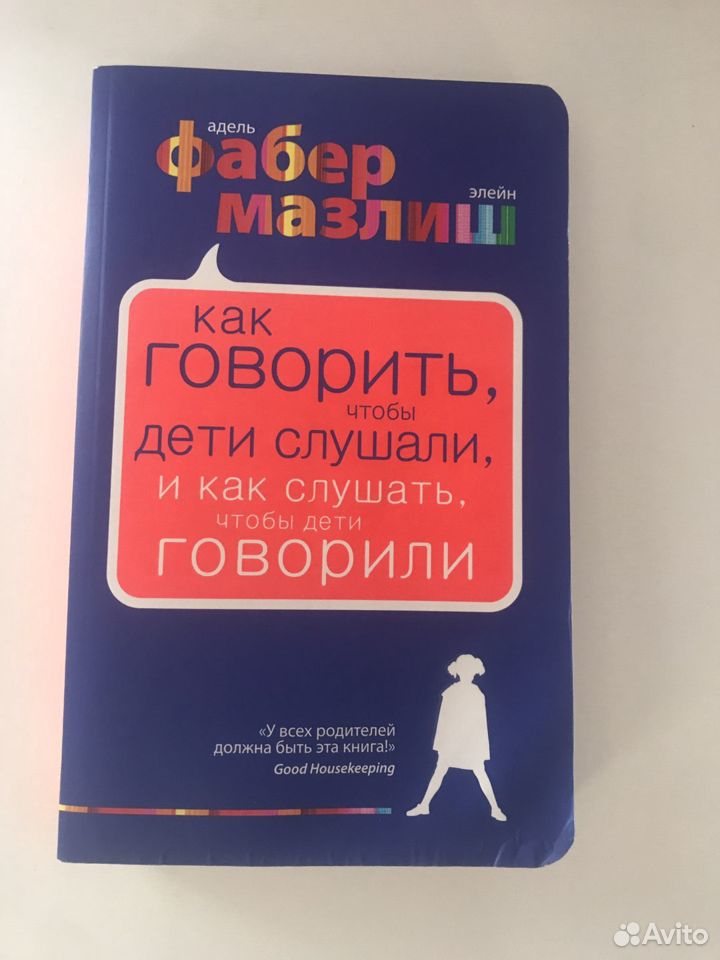 адель
фабер
элейн
мазлиш
как
говорить,
чтобы
дети слушали,
и как слушать,
чтобы дети
говорили
«У всех родителей
должна быть эта книга!»
Good Housekeeping
Avito